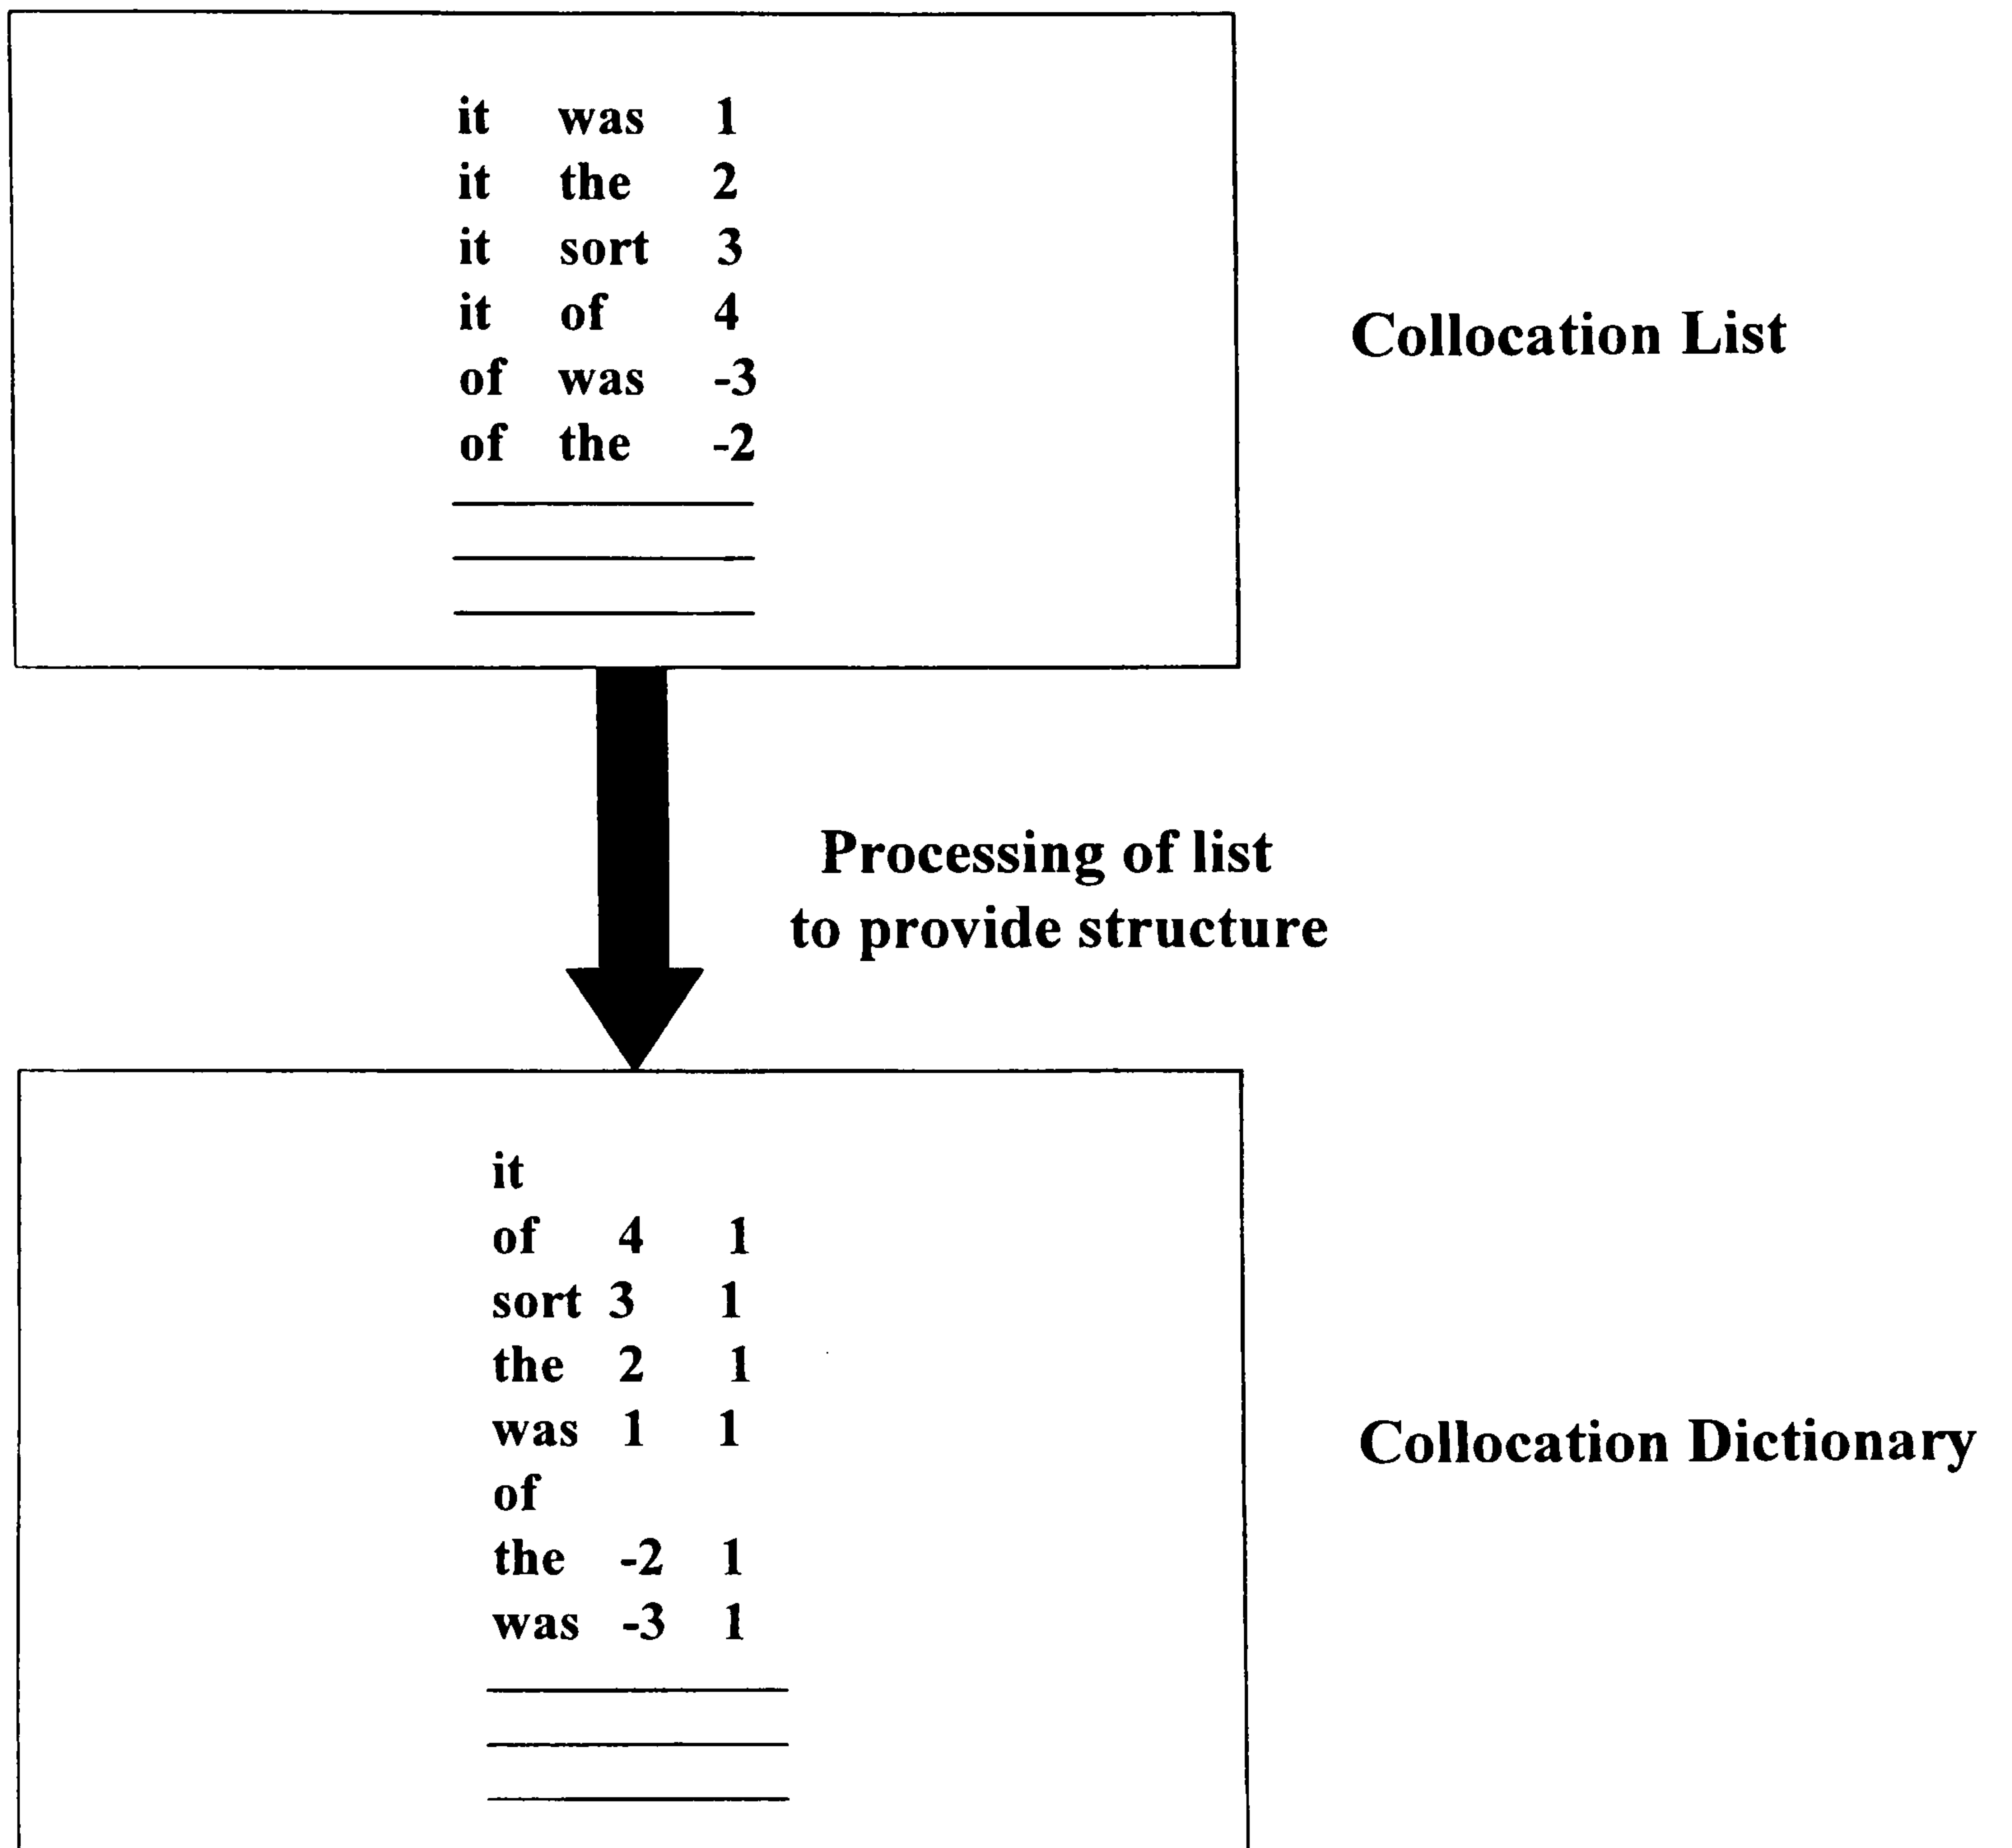 it was 1
it the 2
it sort 3
it of 4
of was -3
of the -2
Collocation List
Processing of list
to provide structure
it
of 4 1
sort 3 1
the 2 1
was 1 1
of
the -2 1
was -3 1
Collocation Dictionary